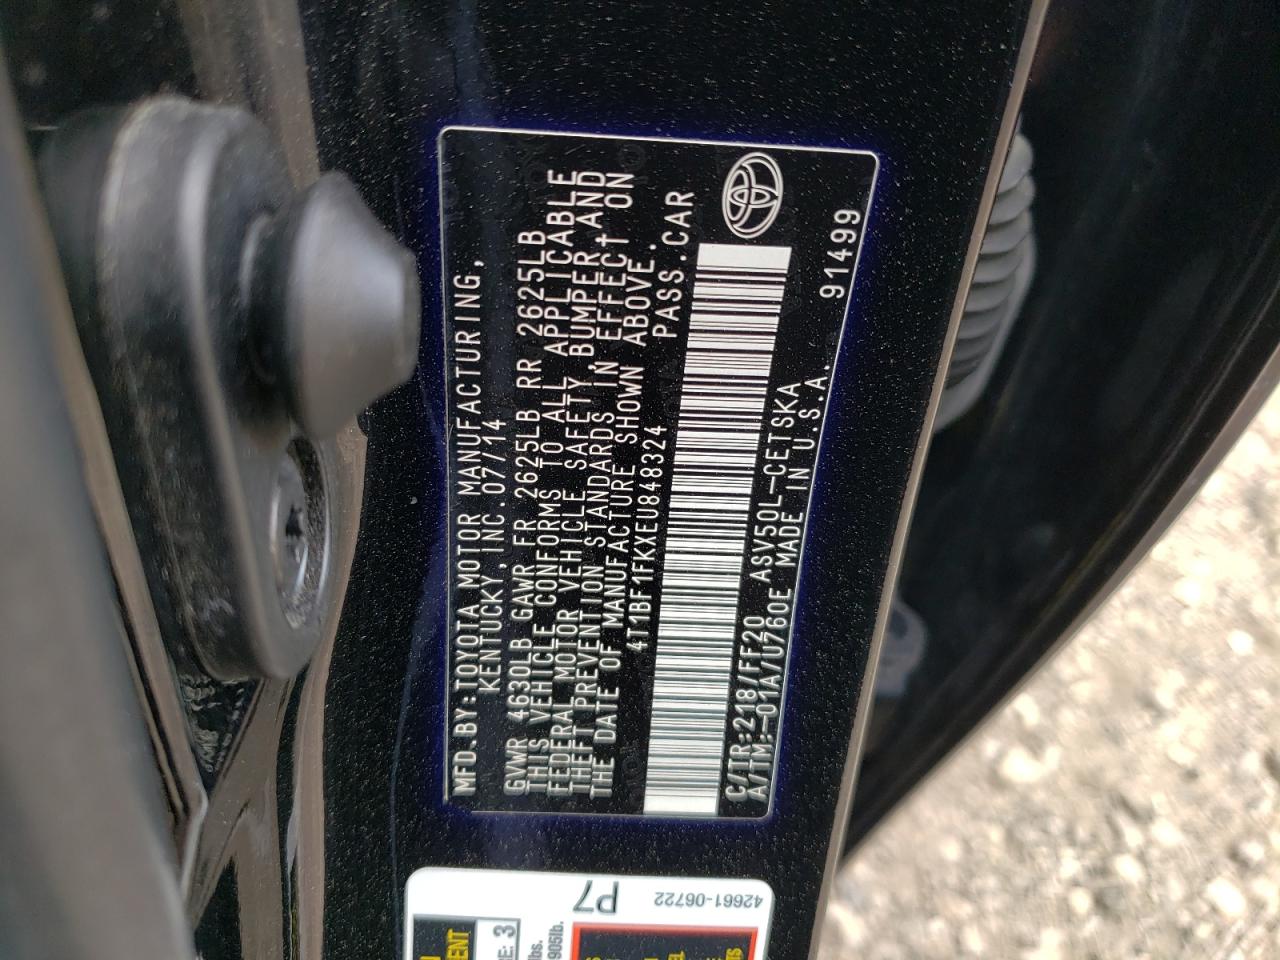 MFD.BY:TOYOTA MOTOR MANUFACTURING,
KENTUCKY,INC.07/14
GVWR 4630LB GAWR FR 2625LB RR 2625LB
THIS VEHICLE CONFORMS TO ALL APPLICABLE
FEDERAL MOTOR VEHICLE SAFETY,BUMPER,AND
THEFT PREVENTION STANDARDS IN EFFECT ON
THE DATE OF MANUFACTURE SHOWN ABOVE.
4T1BF1FKXEU848324 PASS.CAR
C/TR:218/FF20 ASV50L-CETSKA
A/TM:-01A/U760E MADE IN U.S.A.
91499
42661-06722
P7
3
lbs.
905lb.